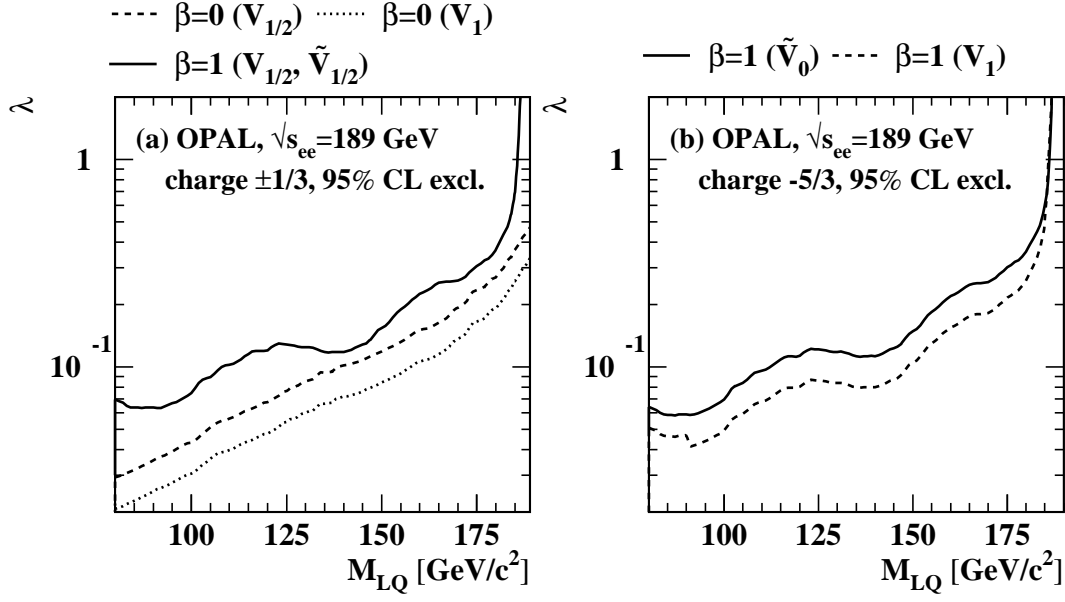 β=0 (V1/2) β=0 (V1)
β=1 (V1/2, Ṽ1/2)
β=1 (Ṽ0) β=1 (V1)
λ
(a) OPAL, √see=189 GeV
charge ±1/3, 95% CL excl.
1
10-1
100 125 150 175
MLQ [GeV/c2]
λ
(b) OPAL, √see=189 GeV
charge -5/3, 95% CL excl.
1
10-1
100 125 150 175
MLQ [GeV/c2]